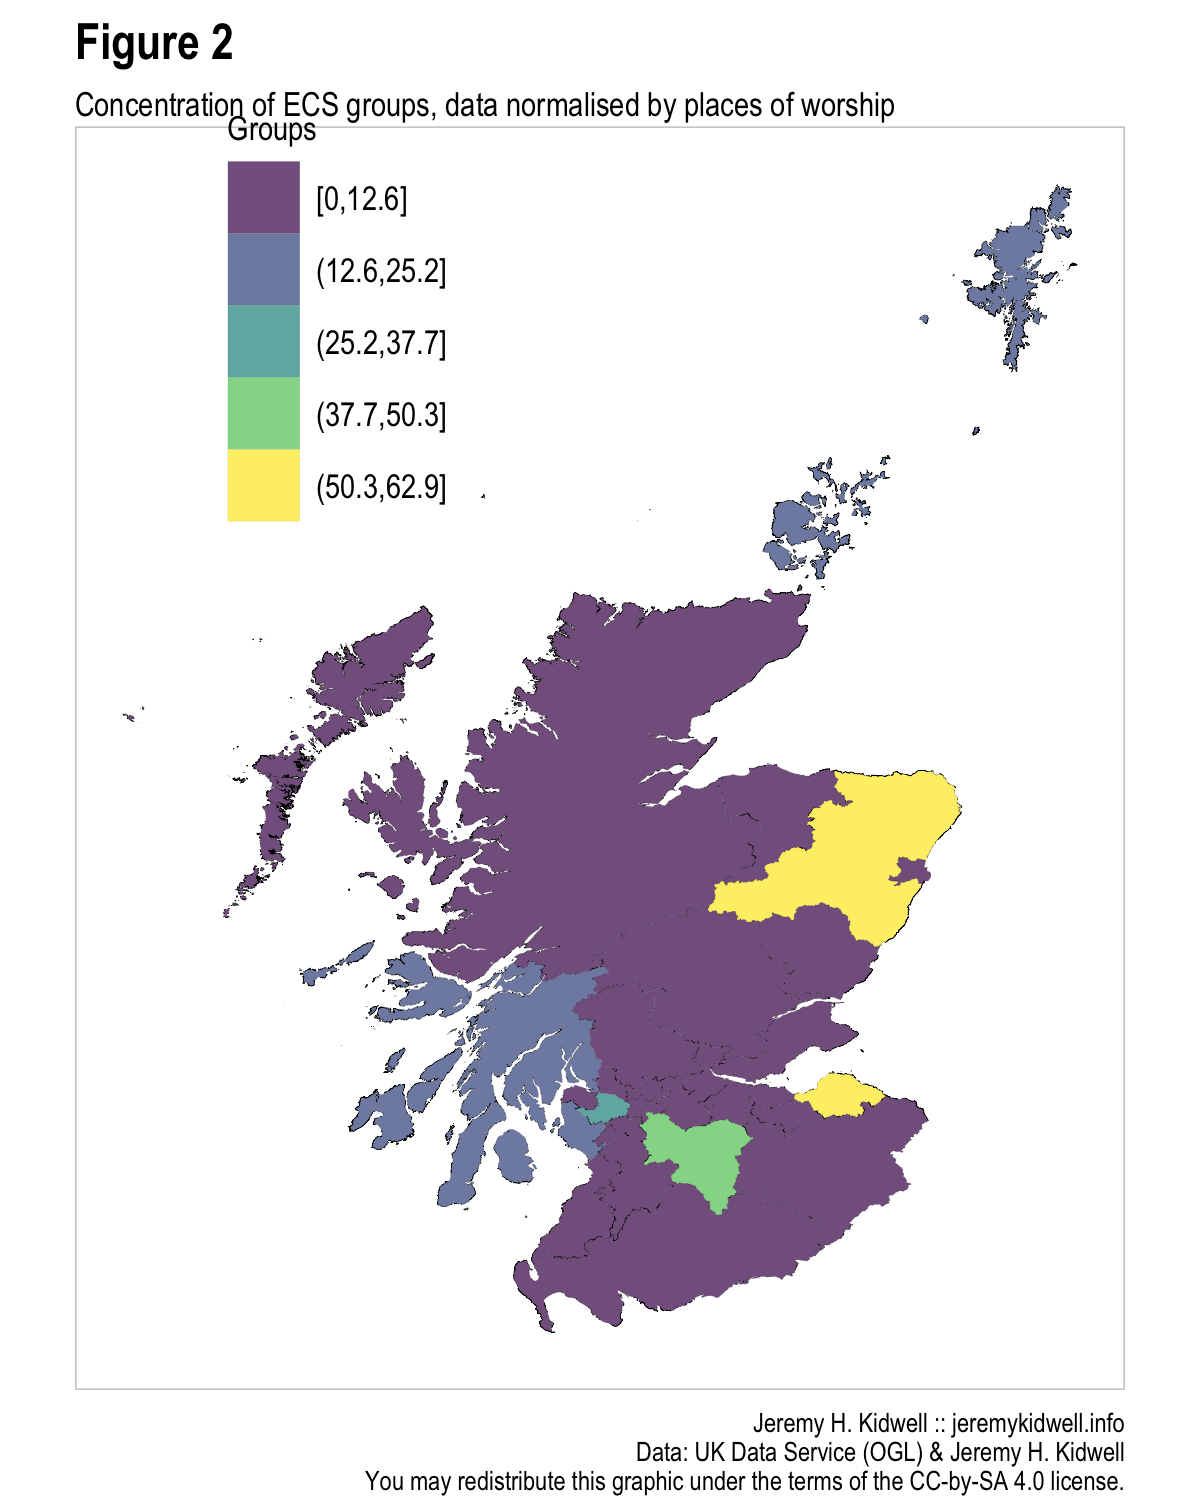 Figure 2
Concentration of ECS groups, data normalised by places of worship
Groups
[0,12.6]
(12.6,25.2]
(25.2,37.7]
(37.7,50.3]
(50.3,62.9]
Jeremy H. Kidwell :: jeremykidwell.info
Data: UK Data Service (OGL) & Jeremy H. Kidwell
You may redistribute this graphic under the terms of the CC-by-SA 4.0 license.